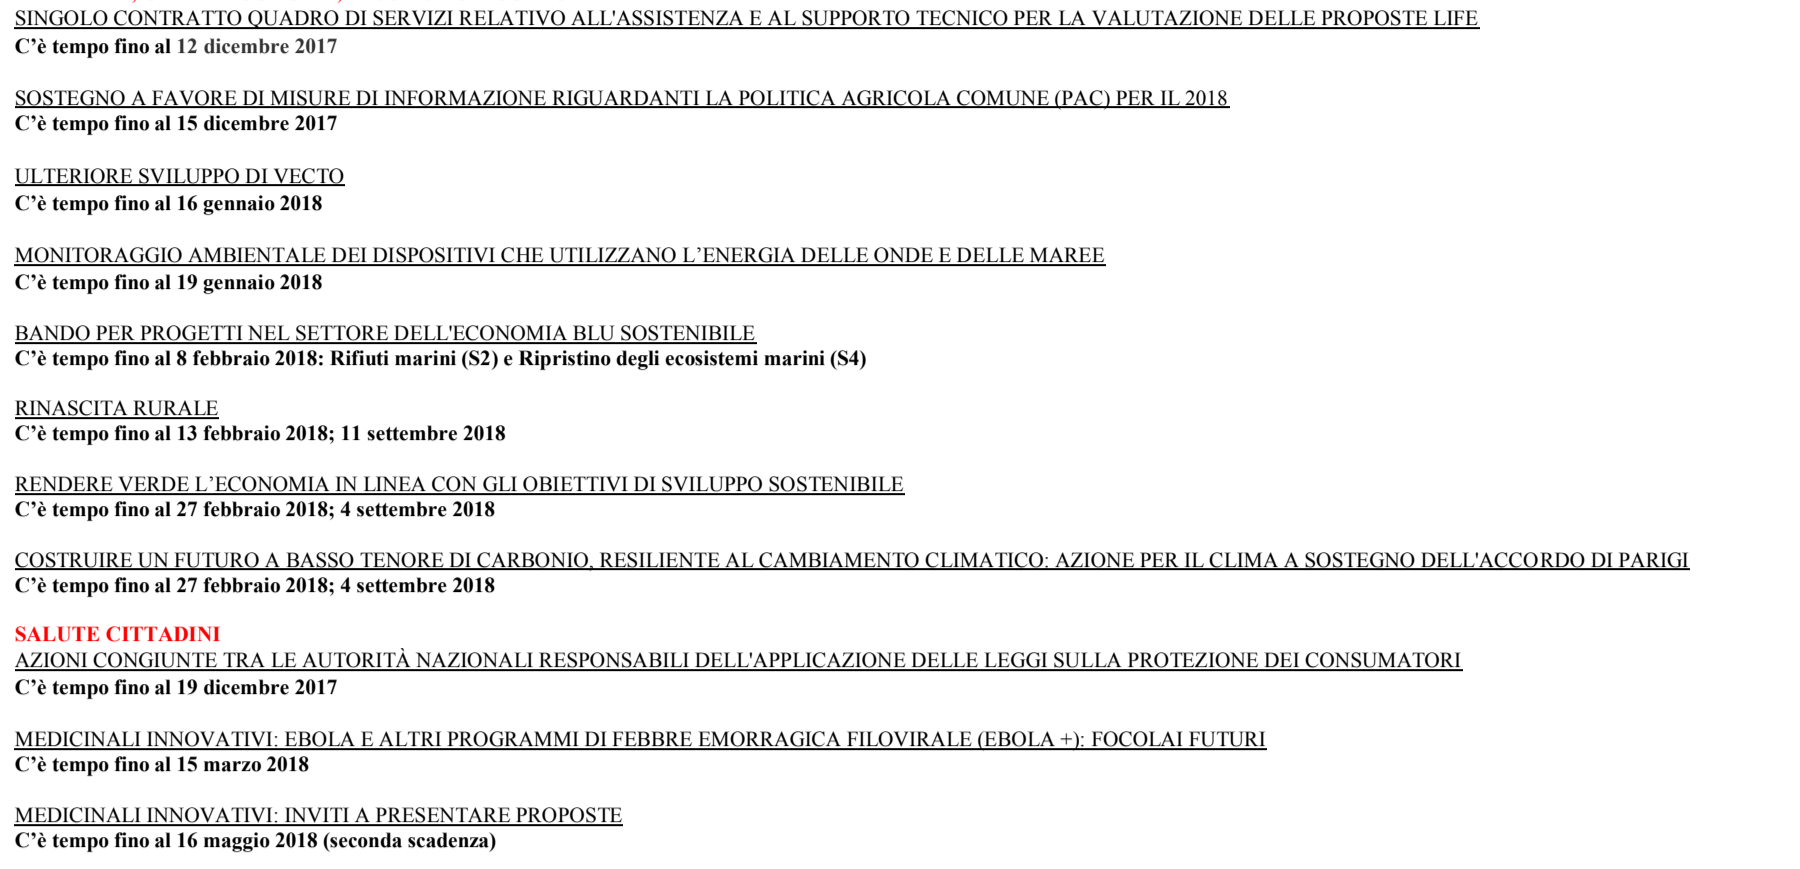 SINGOLO CONTRATTO QUADRO DI SERVIZI RELATIVO ALL'ASSISTENZA E AL SUPPORTO TECNICO PER LA VALUTAZIONE DELLE PROPOSTE LIFE
C’è tempo fino al 12 dicembre 2017
SOSTEGNO A FAVORE DI MISURE DI INFORMAZIONE RIGUARDANTI LA POLITICA AGRICOLA COMUNE (PAC) PER IL 2018
C’è tempo fino al 15 dicembre 2017
ULTERIORE SVILUPPO DI VECTO
C’è tempo fino al 16 gennaio 2018
MONITORAGGIO AMBIENTALE DEI DISPOSITIVI CHE UTILIZZANO L’ENERGIA DELLE ONDE E DELLE MAREE
C’è tempo fino al 19 gennaio 2018
BANDO PER PROGETTI NEL SETTORE DELL'ECONOMIA BLU SOSTENIBILE
C’è tempo fino al 8 febbraio 2018: Rifiuti marini (S2) e Ripristino degli ecosistemi marini (S4)
RINASCITA RURALE
C’è tempo fino al 13 febbraio 2018; 11 settembre 2018
RENDERE VERDE L’ECONOMIA IN LINEA CON GLI OBIETTIVI DI SVILUPPO SOSTENIBILE
C’è tempo fino al 27 febbraio 2018; 4 settembre 2018
COSTRUIRE UN FUTURO A BASSO TENORE DI CARBONIO, RESILIENTE AL CAMBIAMENTO CLIMATICO: AZIONE PER IL CLIMA A SOSTEGNO DELL'ACCORDO DI PARIGI
C’è tempo fino al 27 febbraio 2018; 4 settembre 2018
SALUTE CITTADINI
AZIONI CONGIUNTE TRA LE AUTORITÀ NAZIONALI RESPONSABILI DELL'APPLICAZIONE DELLE LEGGI SULLA PROTEZIONE DEI CONSUMATORI
C’è tempo fino al 19 dicembre 2017
MEDICINALI INNOVATIVI: EBOLA E ALTRI PROGRAMMI DI FEBBRE EMORRAGICA FILOVIRALE (EBOLA +): FOCOLAI FUTURI
C’è tempo fino al 15 marzo 2018
MEDICINALI INNOVATIVI: INVITI A PRESENTARE PROPOSTE
C’è tempo fino al 16 maggio 2018 (seconda scadenza)